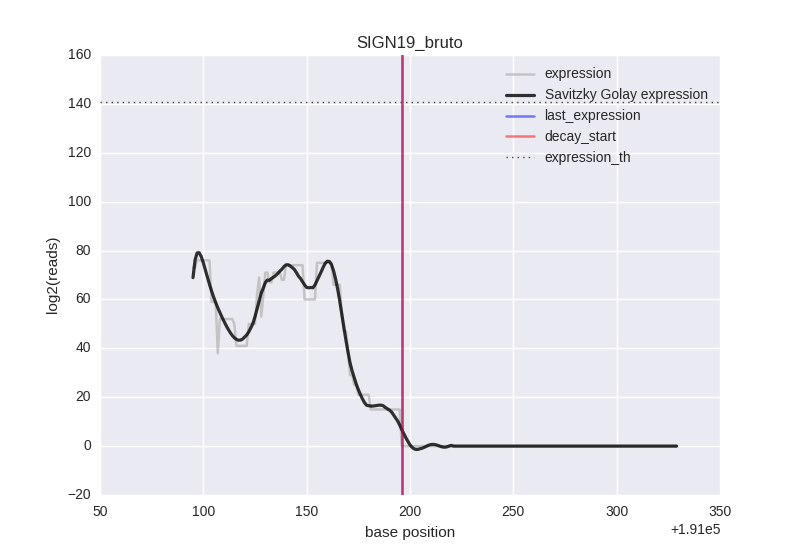 SIGN19_bruto
160
140
120
100
80
60
40
20
0
−20
log2(reads)
expression
Savitzky Golay expression
last_expression
decay_start
expression_th
50
100
150
200
250
300
350
+1.91e5
base position